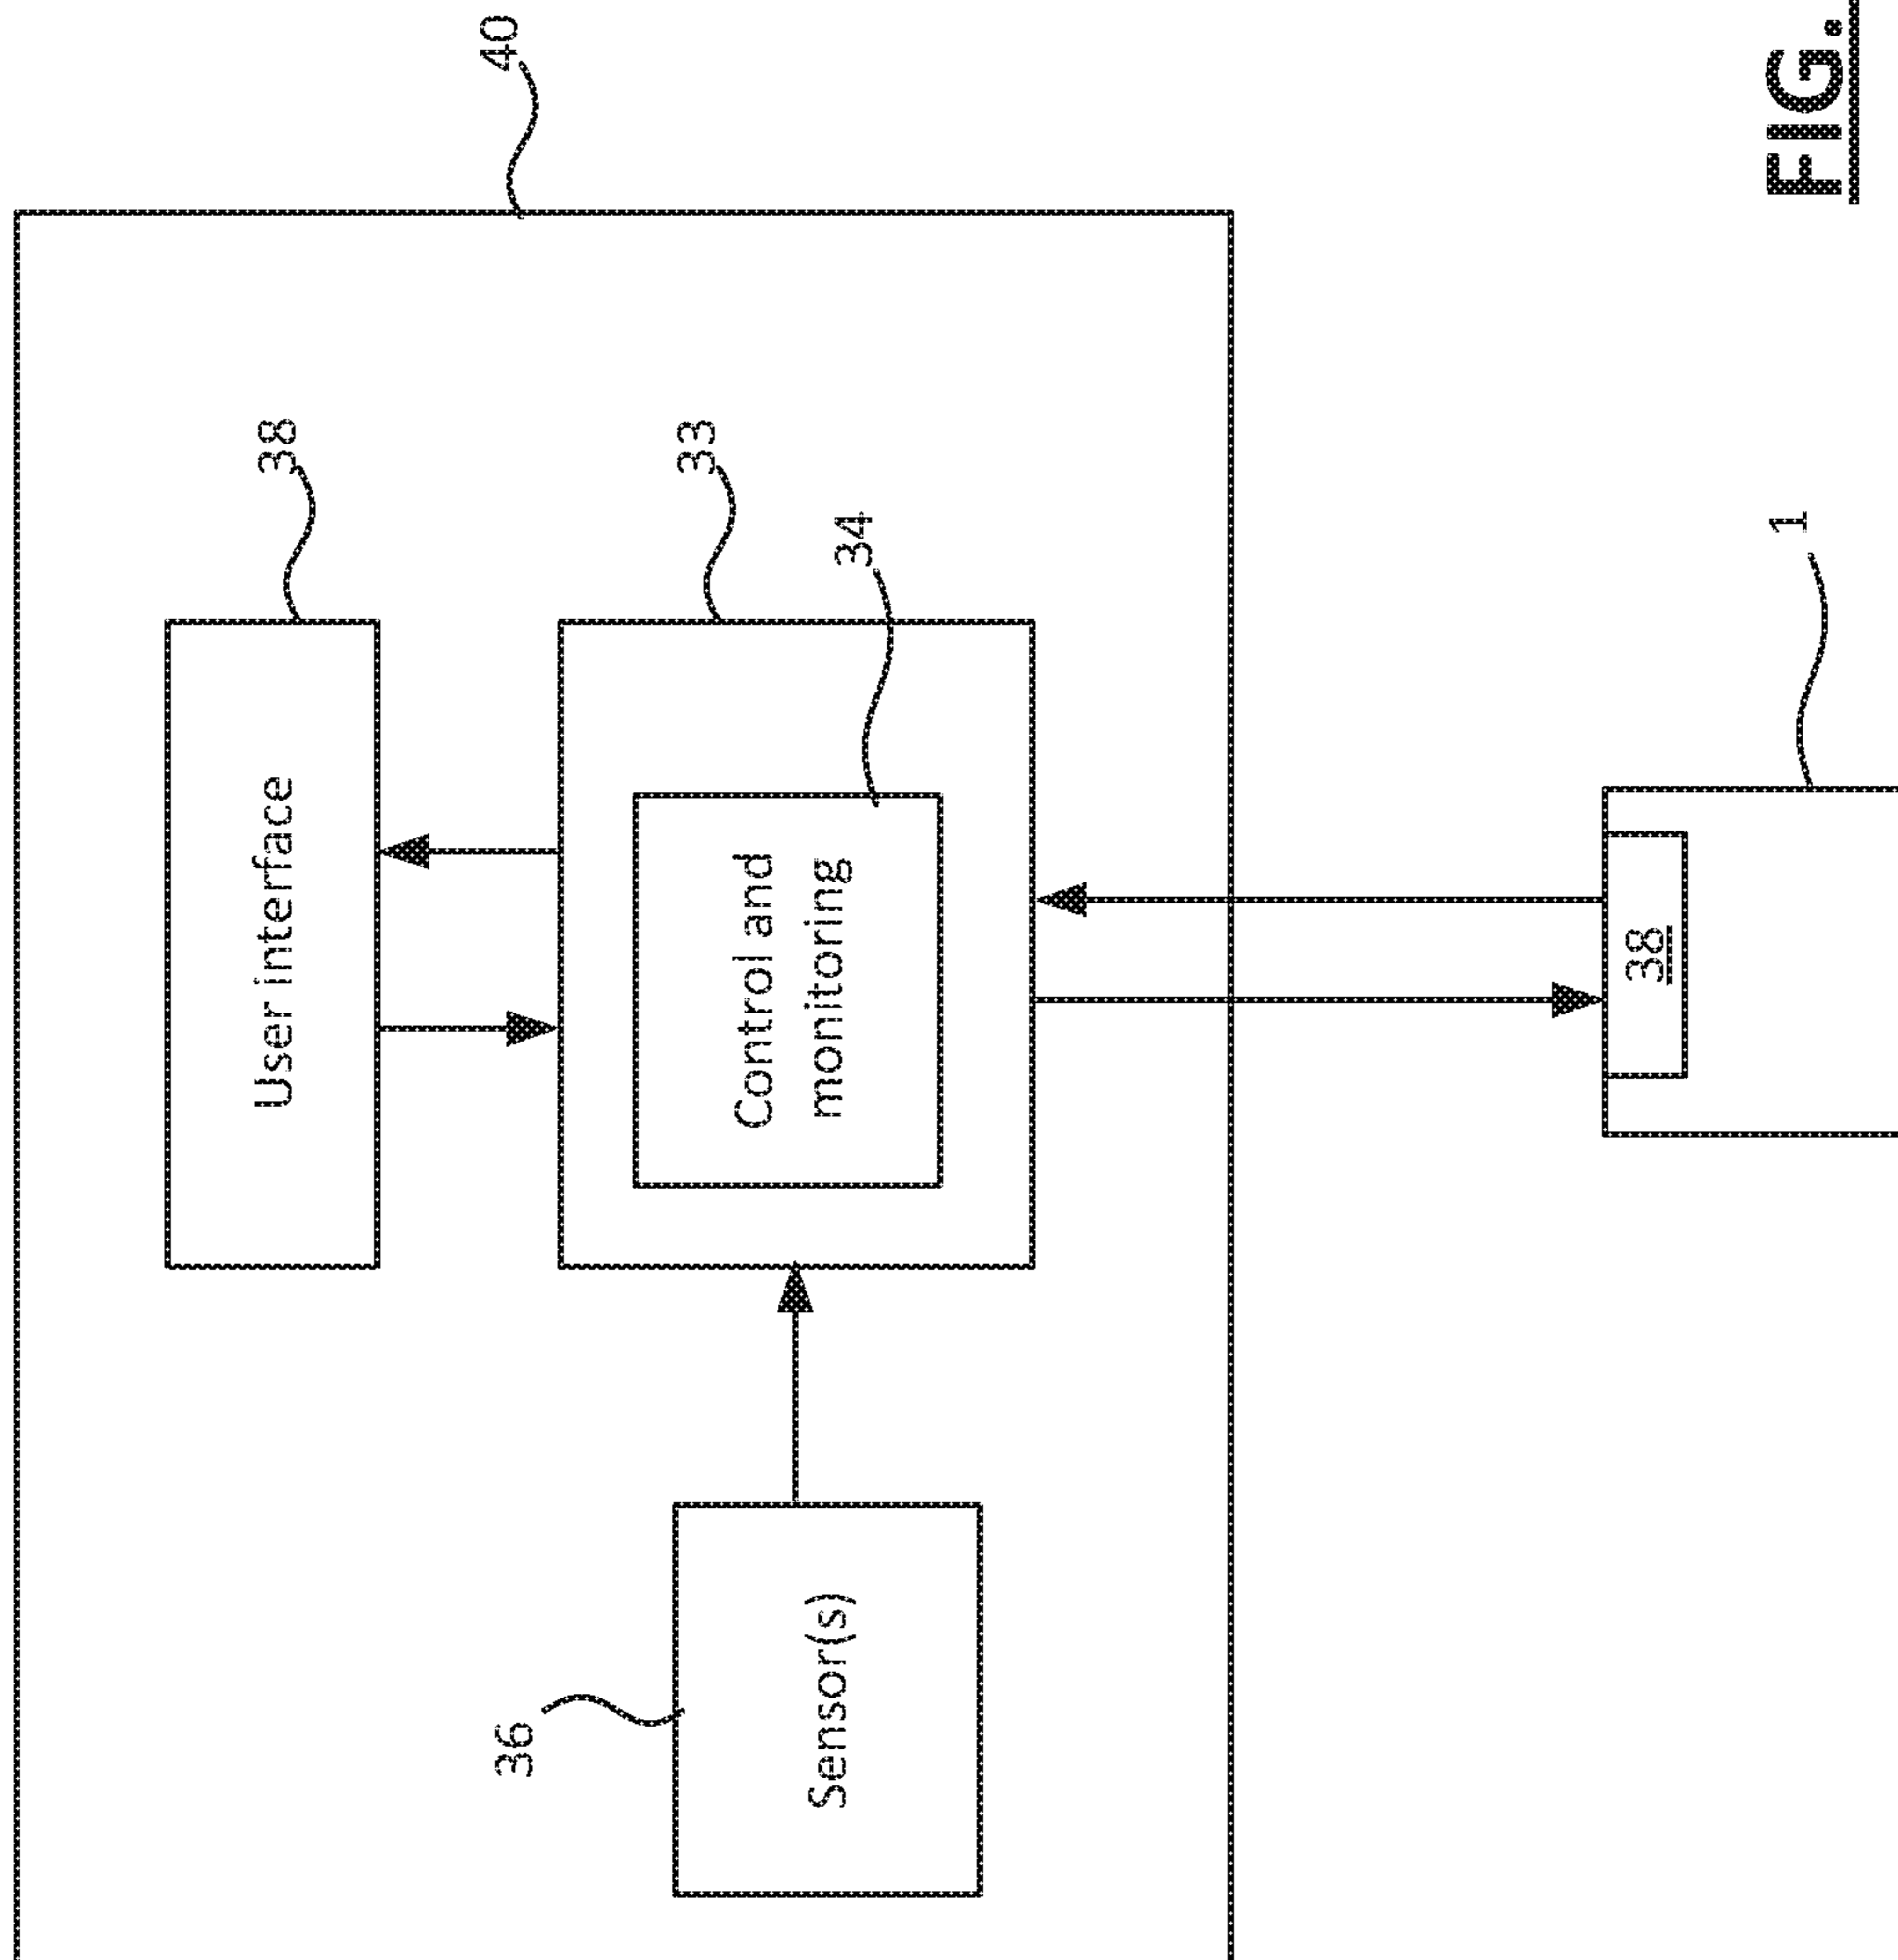 User interface
38
40
36
33
Control and
monitoring
34
Sensor(s)
38
1
FIG.